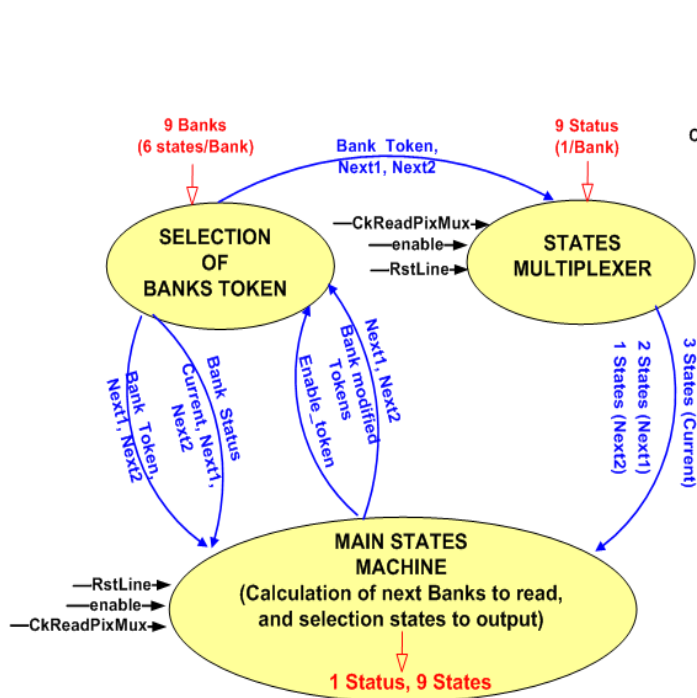 9 Banks
(6 states/Bank)
9 Status
(1/Bank)
Bank Token,
Next1, Next2
SELECTION
OF
BANKS TOKEN
CkReadPixMux
enable
RstLine
STATES
MULTIPLEXER
Bank Token,
Next1, Next2
Bank Status
Current, Next1,
Next2
Enable_token
Next1, Next2
Bank modified
Tokens
3 States (Current)
2 States (Next1)
1 States (Next2)
MAIN STATES
MACHINE
(Calculation of next Banks to read,
and selection states to output)
RstLine
enable
CkReadPixMux
1 Status, 9 States